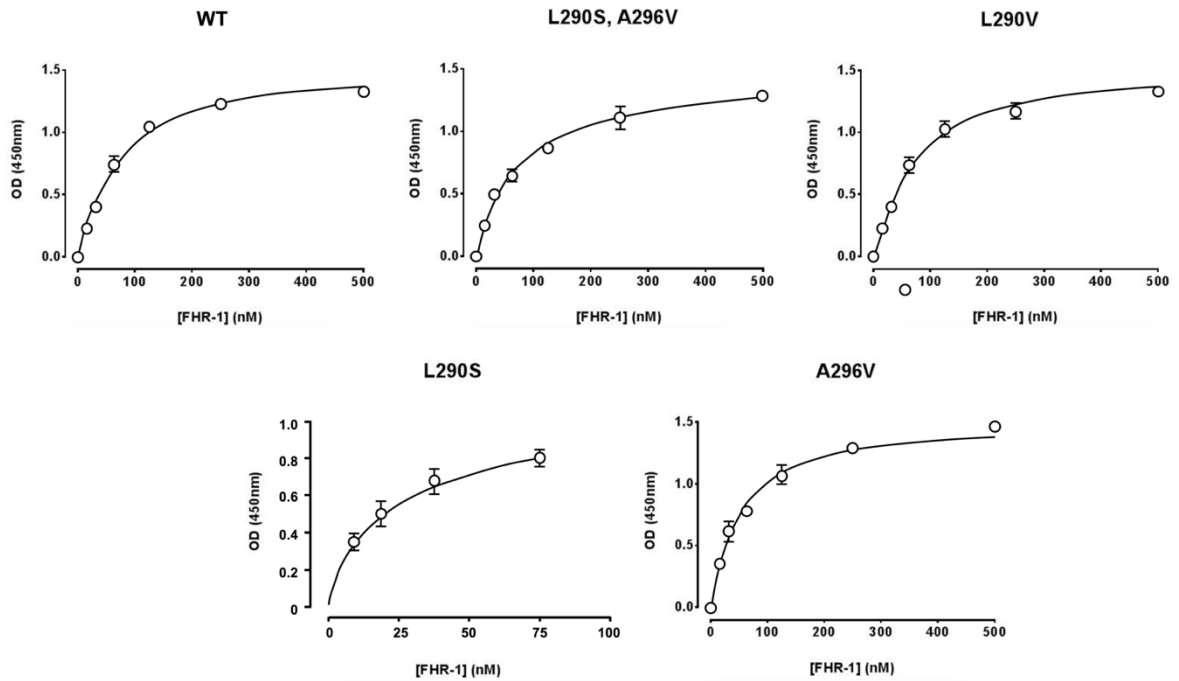 WT
1.5
1.0
0.5
0.0
OD (450nm)
0 100 200 300 400 500
[FHR-1] (nM)
L290S, A296V
1.5
1.0
0.5
0.0
OD (450nm)
0 100 200 300 400 500
[FHR-1] (nM)
L290V
1.5
1.0
0.5
0.0
OD (450nm)
0 100 200 300 400 500
[FHR-1] (nM)
L290S
1.0
0.8
0.6
0.4
0.2
0
OD (450nm)
0 25 50 75 100
[FHR-1] (nM)
A296V
1.5
1.0
0.5
0.0
OD (450nm)
0 100 200 300 400 500
[FHR-1] (nM)